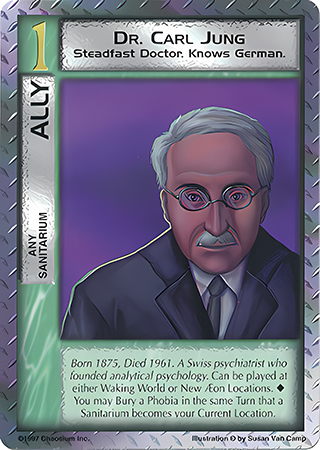 1
DR. CARL JUNG
STEADFAST DOCTOR. KNOWS GERMAN.
ALLY
ANY
SANITARIUM
Born 1875, Died 1961. A Swiss psychiatrist who
founded analytical psychology. Can be played at
either Waking World or New Æon Locations. ◆
You may Bury a Phobia in the same Turn that a
Sanitarium becomes your Current Location.
©1997 Chaosium Inc.
Illustration © by Susan Van Camp